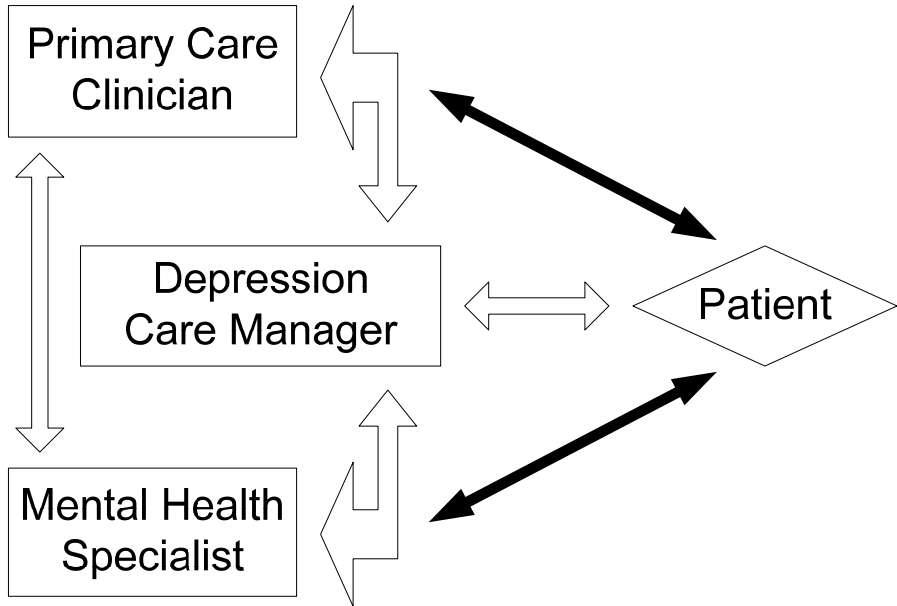 Primary Care
Clinician
Depression
Care Manager
Patient
Mental Health
Specialist